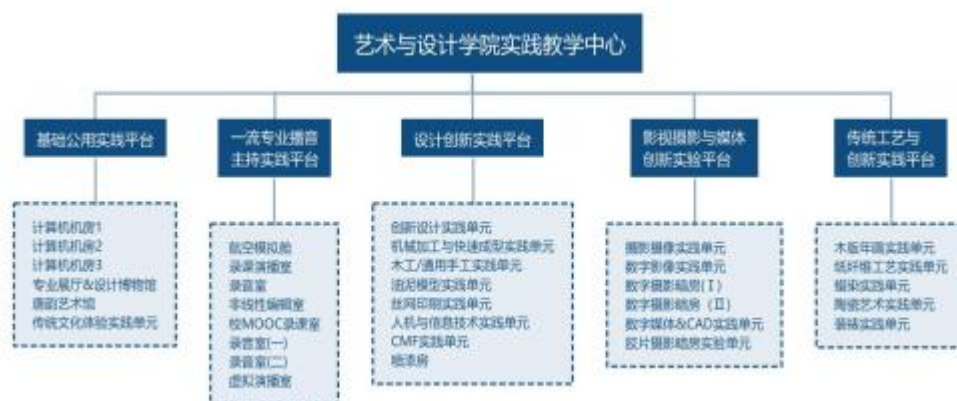 艺术与设计学院实践教学中心
基础公用实践平台
一流专业播音
主持实践平台
设计创新实践平台
影视摄影与媒体
创新实验平台
传统工艺与
创新实践平台
计算机机房1
计算机机房2
计算机机房3
专业展厅&设计博物馆
艺术馆
传统文化体验实践单元
航空模拟舱
录课演播室
录音室
非线性编辑室
校MOOC录课室
录音室(一)
录音室(二)
虚拟演播室
创新设计实践单元
机械加工与快速成型实践单元
木工/通用手工实践单元
油泥模型实践单元
丝网印刷实践单元
人机与信息技术实践单元
CMF实践单元
喷漆房
摄影摄像实践单元
数字影像实践单元
数字摄影暗房(Ⅰ)
数字摄影暗房（Ⅱ）
数字媒体&CAD实践单元
胶片摄影暗房实验单元
木版年画实践单元
纸纤维工艺实践单元
蜡染实践单元
陶瓷艺术实践单元
装裱实践单元